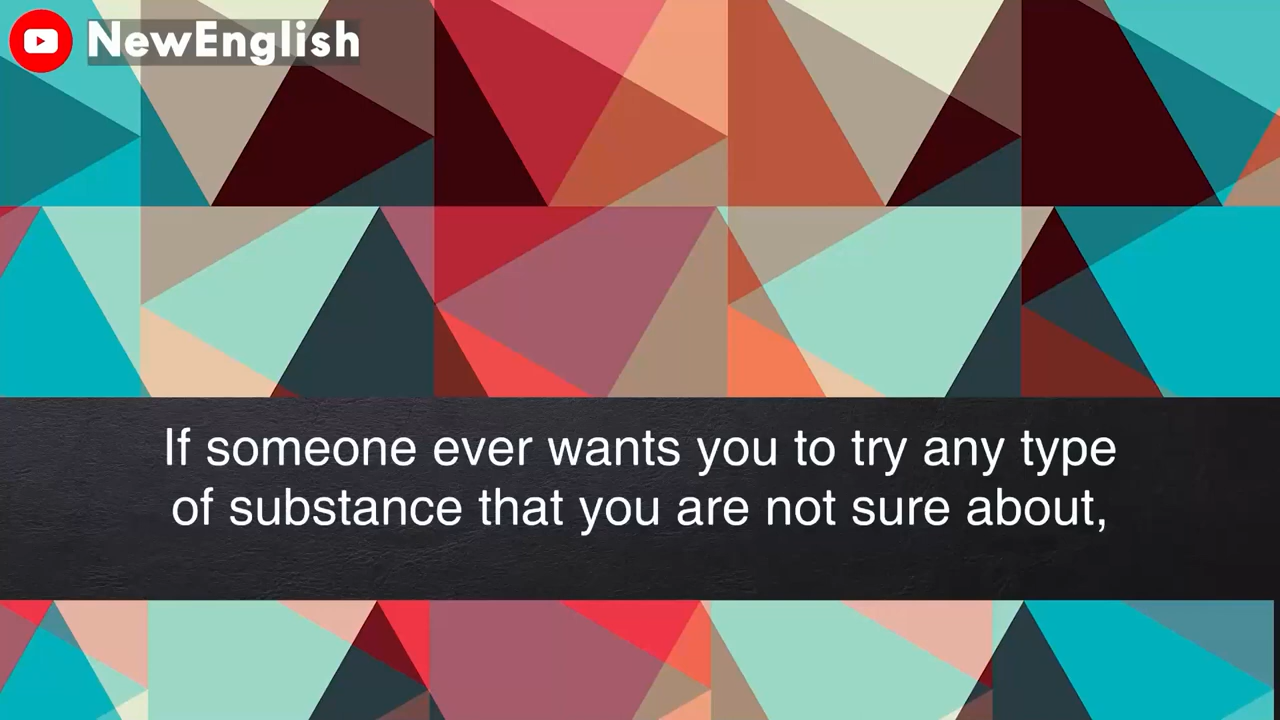 NewEnglish
If someone ever wants you to try any type
of substance that you are not sure about,